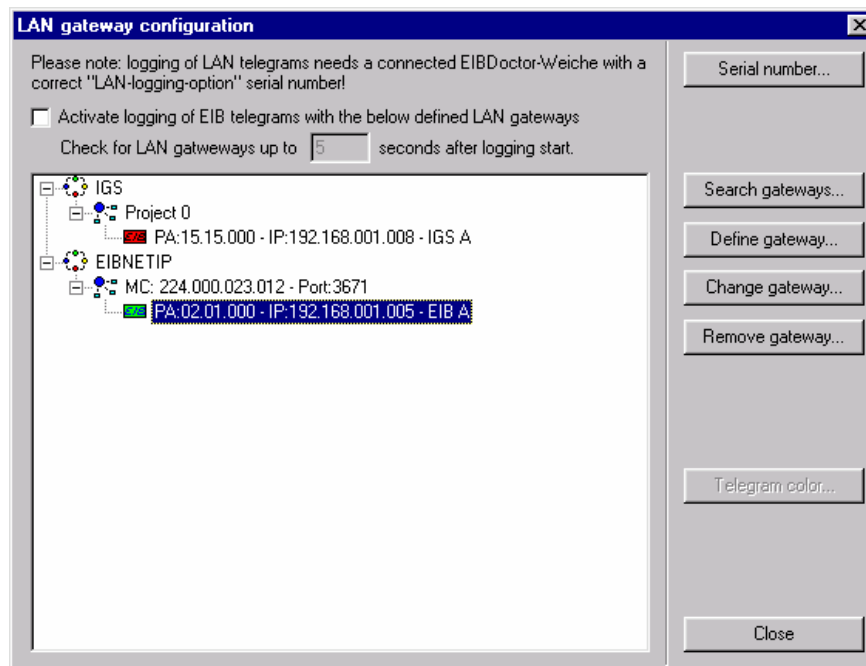 LAN gateway configuration
Please note: logging of LAN telegrams needs a connected EIBDoctor-Weiche with a
correct "LAN-logging-option" serial number!
Serial number...
Activate logging of EIB telegrams with the below defined LAN gateways
Check for LAN gatweways up to 5 seconds after logging start.
IGS
Project 0
PA:15.15.000 - IP:192.168.001.008 - IGS A
EIBNETIP
MC: 224.000.023.012 - Port:3671
PA:02.01.000 - IP:192.168.001.005 - EIB A
Search gateways...
Define gateway...
Change gateway...
Remove gateway...
Telegram color...
Close